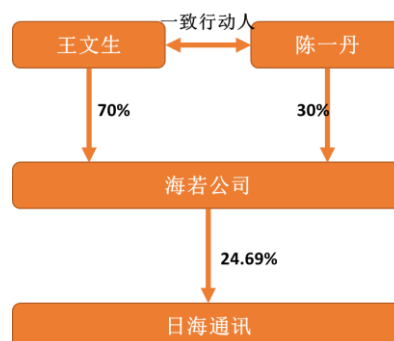 一致行动人
王文生
陈一丹
70%
30%
海若公司
24.69%
日海通讯